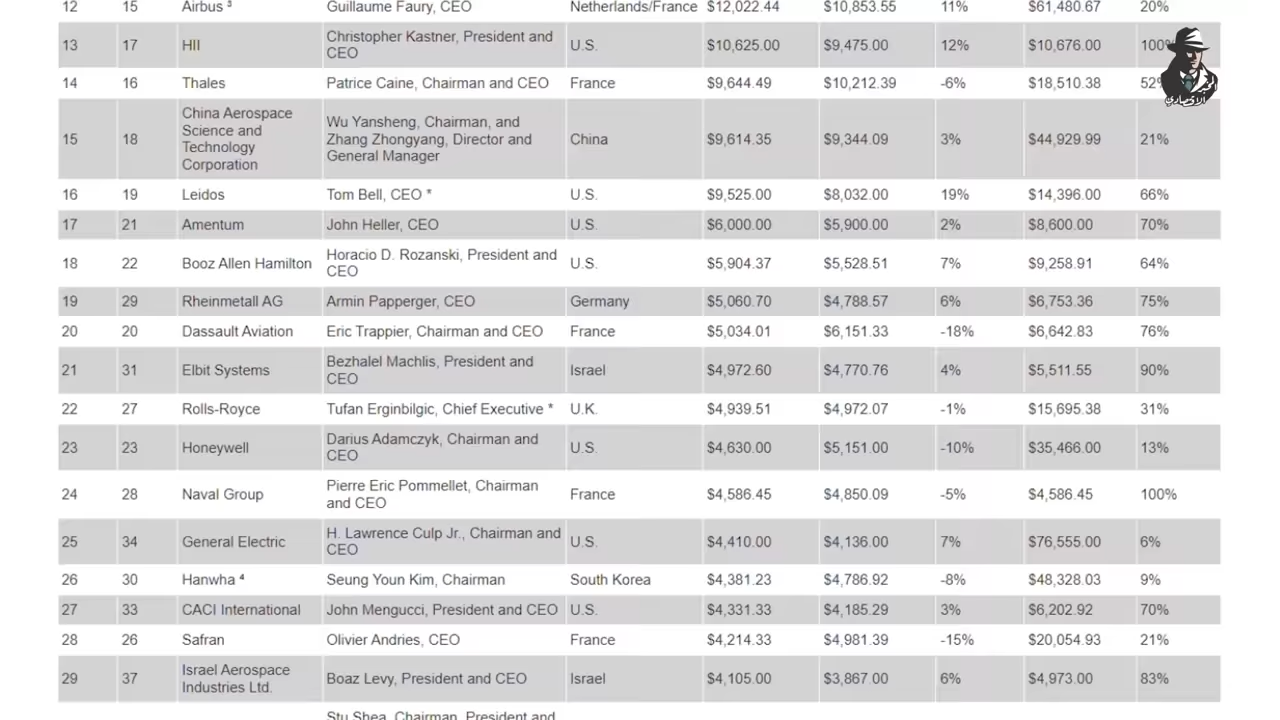 12 15 Airbus ³ Guillaume Faury, CEO Netherlands/France $12,022.44 $10,853.55 11% $61,480.67 20%
13 17 HII Christopher Kastner, President and CEO U.S. $10,625.00 $9,475.00 12% $10,676.00 100%
14 16 Thales Patrice Caine, Chairman and CEO France $9,644.49 $10,212.39 -6% $18,510.38 52%
15 18 China Aerospace Science and Technology Corporation Wu Yansheng, Chairman, and Zhang Zhongyang, Director and General Manager China $9,614.35 $9,344.09 3% $44,929.99 21%
16 19 Leidos Tom Bell, CEO * U.S. $9,525.00 $8,032.00 19% $14,396.00 66%
17 21 Amentum John Heller, CEO U.S. $6,000.00 $5,900.00 2% $8,600.00 70%
18 22 Booz Allen Hamilton Horacio D. Rozanski, President and CEO U.S. $5,904.37 $5,528.51 7% $9,258.91 64%
19 29 Rheinmetall AG Armin Papperger, CEO Germany $5,060.70 $4,788.57 6% $6,753.36 75%
20 20 Dassault Aviation Eric Trappier, Chairman and CEO France $5,034.01 $6,151.33 -18% $6,642.83 76%
21 31 Elbit Systems Bezhalel Machlis, President and CEO Israel $4,972.60 $4,770.76 4% $5,511.55 90%
22 27 Rolls-Royce Tufan Erginbilgic, Chief Executive * U.K. $4,939.51 $4,972.07 -1% $15,695.38 31%
23 23 Honeywell Darius Adamczyk, Chairman and CEO U.S. $4,630.00 $5,151.00 -10% $35,466.00 13%
24 28 Naval Group Pierre Eric Pommellet, Chairman and CEO France $4,586.45 $4,850.09 -5% $4,586.45 100%
25 34 General Electric H. Lawrence Culp Jr., Chairman and CEO U.S. $4,410.00 $4,136.00 7% $76,555.00 6%
26 30 Hanwha ⁴ Seung Youn Kim, Chairman South Korea $4,381.23 $4,786.92 -8% $48,328.03 9%
27 33 CACI International John Mengucci, President and CEO U.S. $4,331.33 $4,185.29 3% $6,202.92 70%
28 26 Safran Olivier Andries, CEO France $4,214.33 $4,981.39 -15% $20,054.93 21%
29 37 Israel Aerospace Industries Ltd. Boaz Levy, President and CEO Israel $4,105.00 $3,867.00 6% $4,973.00 83%
Stu Shea, Chairman, President and